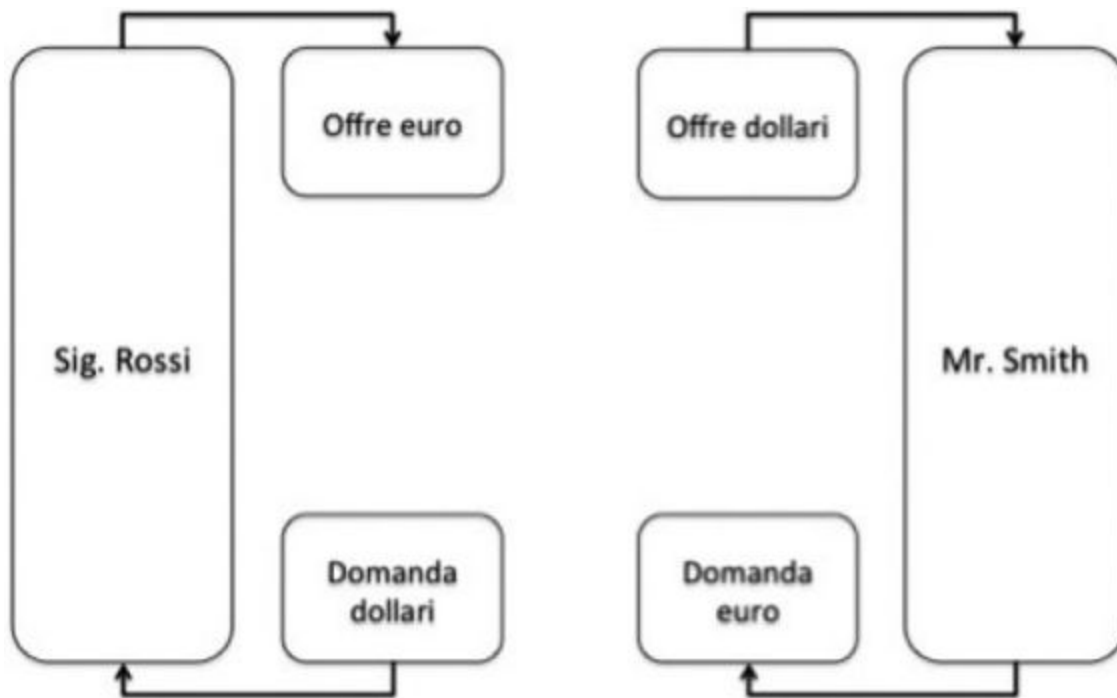 Offre euro
Offre dollari
Sig. Rossi
Mr. Smith
Domanda
dollari
Domanda
euro